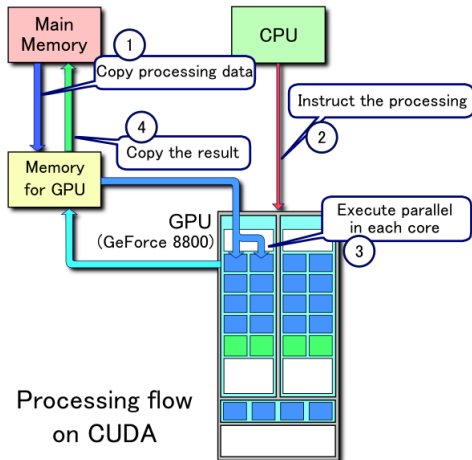 Main
Memory
CPU
1
Copy processing data
Instruct the processing
2
4
Copy the result
Memory
for GPU
GPU
(GeForce 8800)
Execute parallel
in each core
3
Processing flow
on CUDA